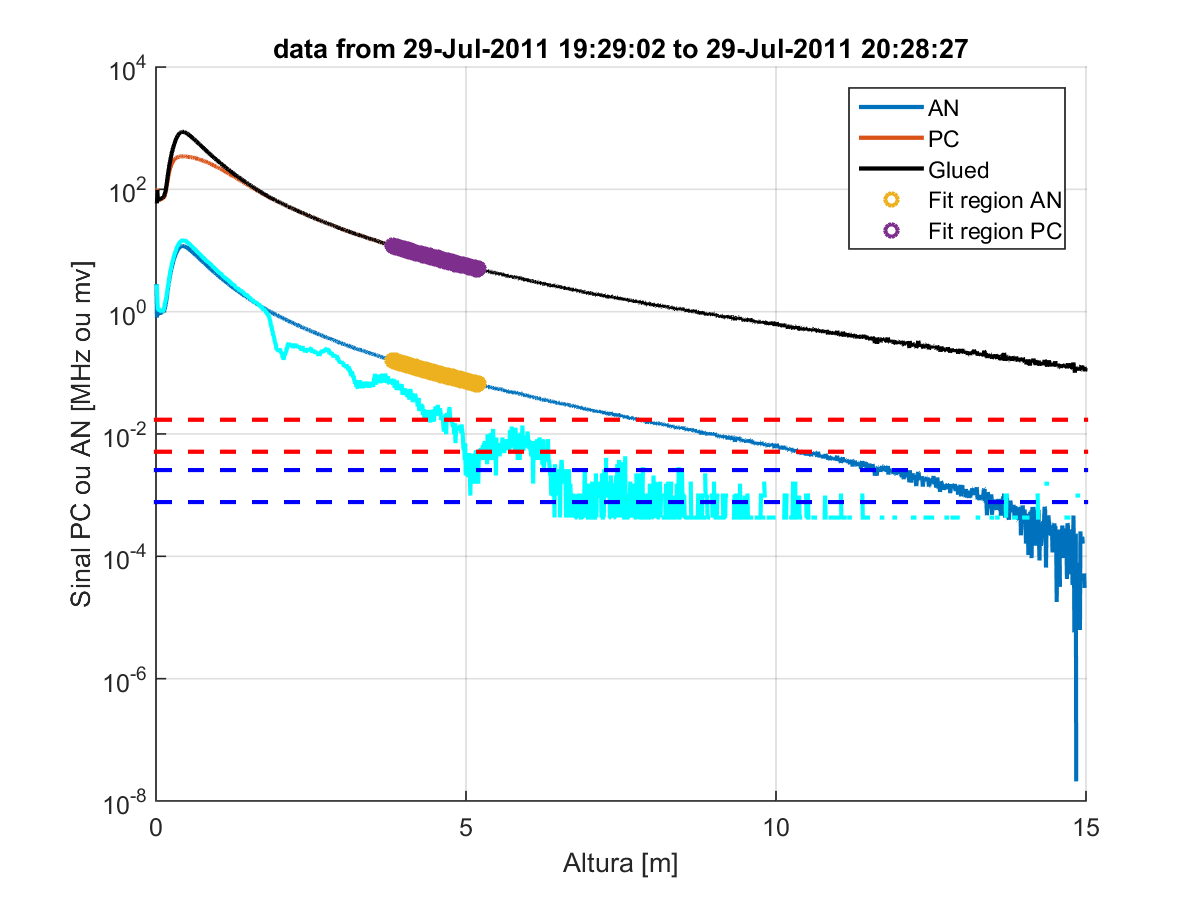 data from 29-Jul-2011 19:29:02 to 29-Jul-2011 20:28:27
10^4
10^2
10^0
10^-2
10^-4
10^-6
10^-8
Sinal PC ou AN [MHz ou mv]
AN
PC
Glued
Fit region AN
Fit region PC
0
5
10
15
Altura [m]